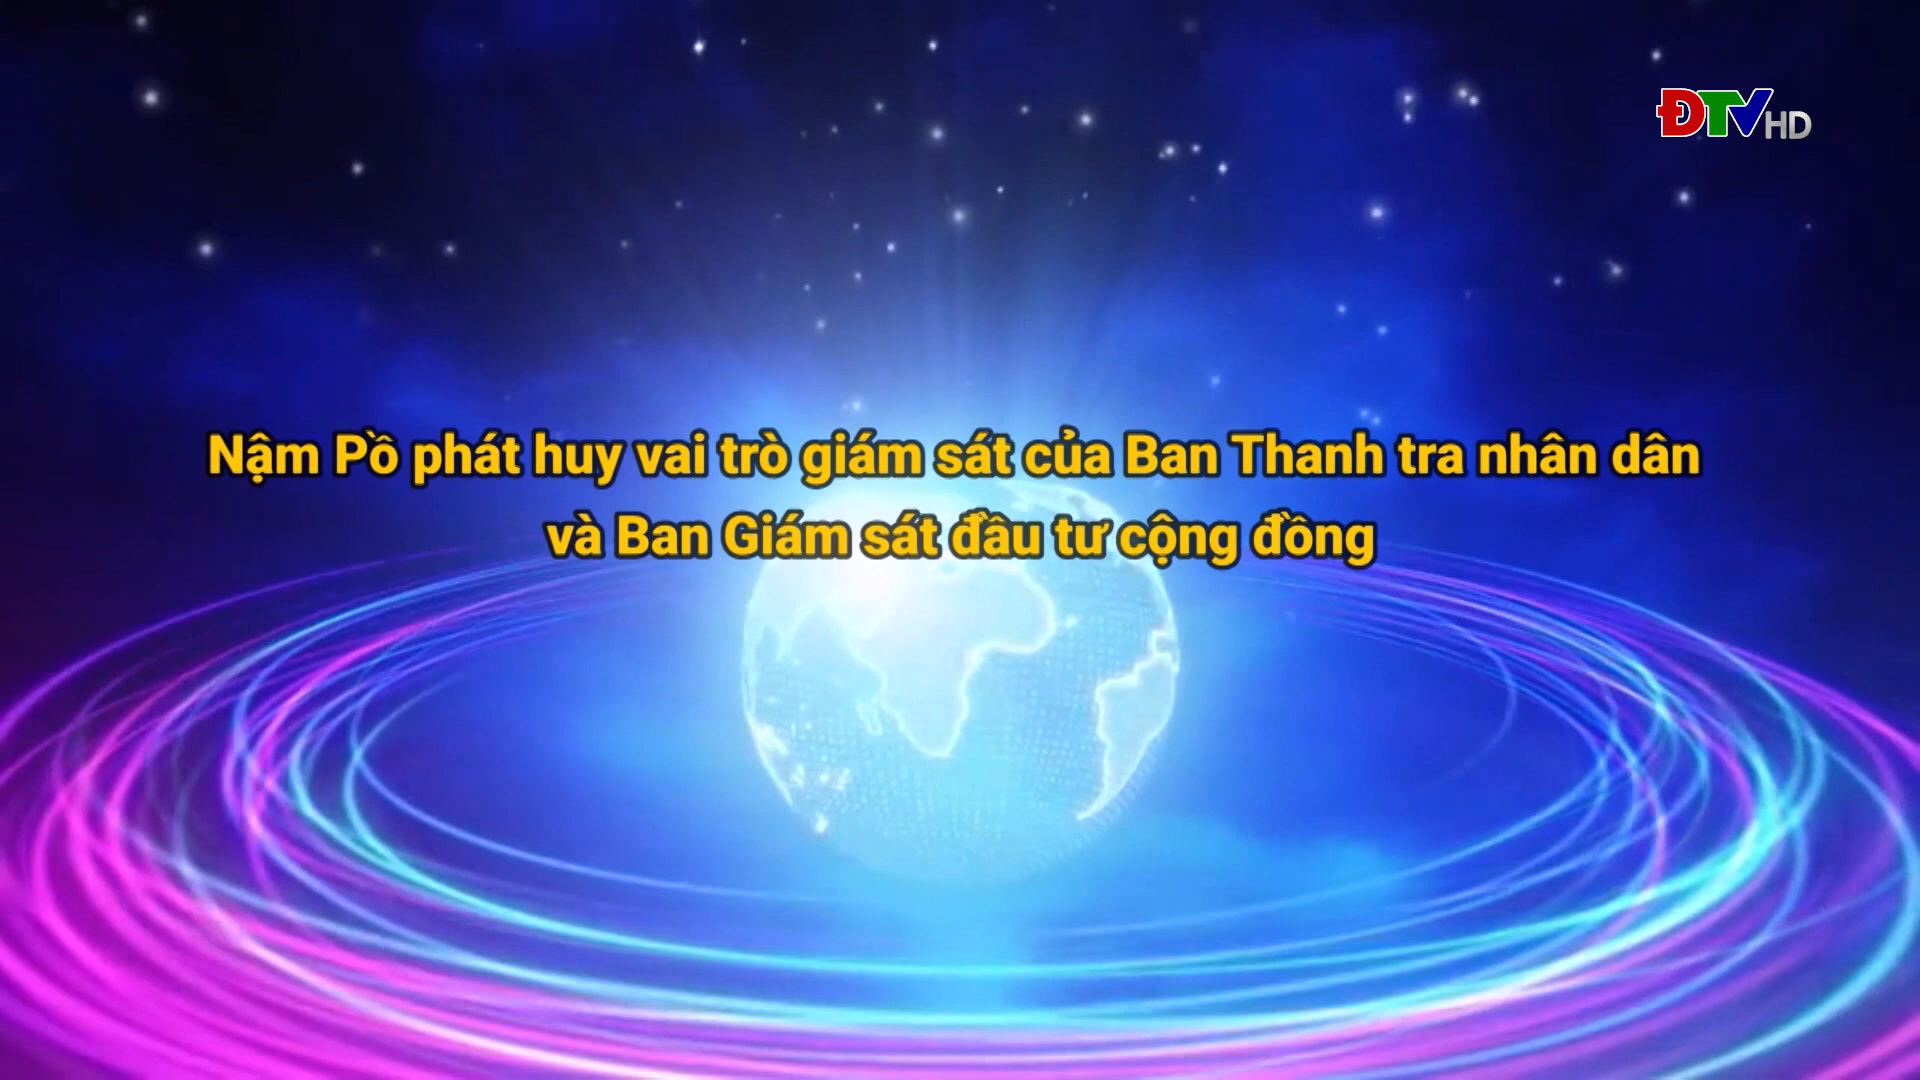 ĐTV HD
Nậm Pồ phát huy vai trò giám sát của Ban Thanh tra nhân dân
và Ban Giám sát đầu tư cộng đồng